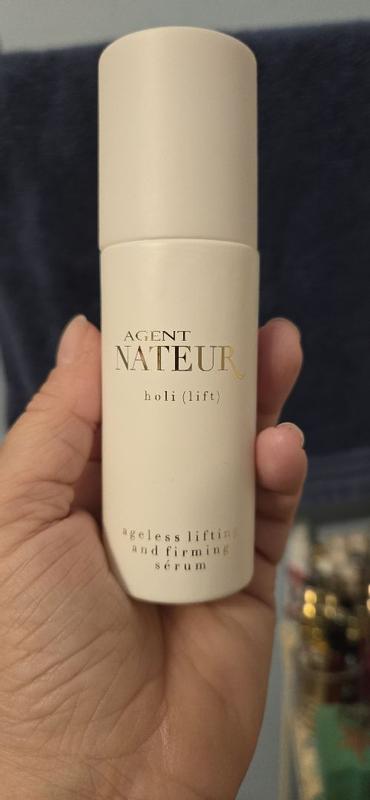 AGENT
NATEUR
holi (lift)
ageless lifting
and firming
sérum